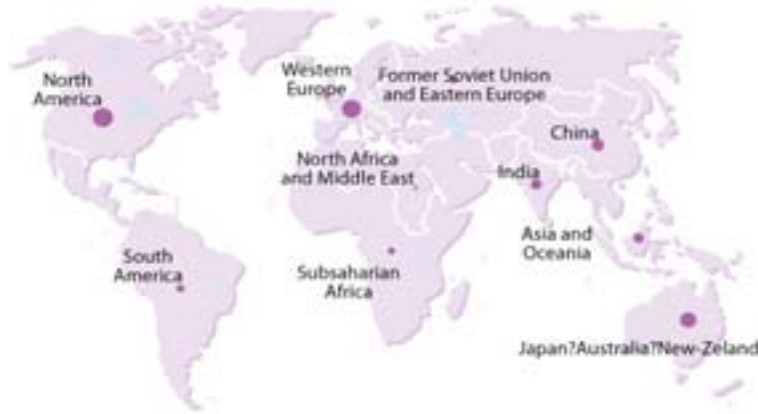 North
America
Western
Europe
Former Soviet Union
and Eastern Europe
China
North Africa
and Middle East
India
Asia and
Oceania
South
America
Subsaharian
Africa
Japan?Australia?New-Zeland